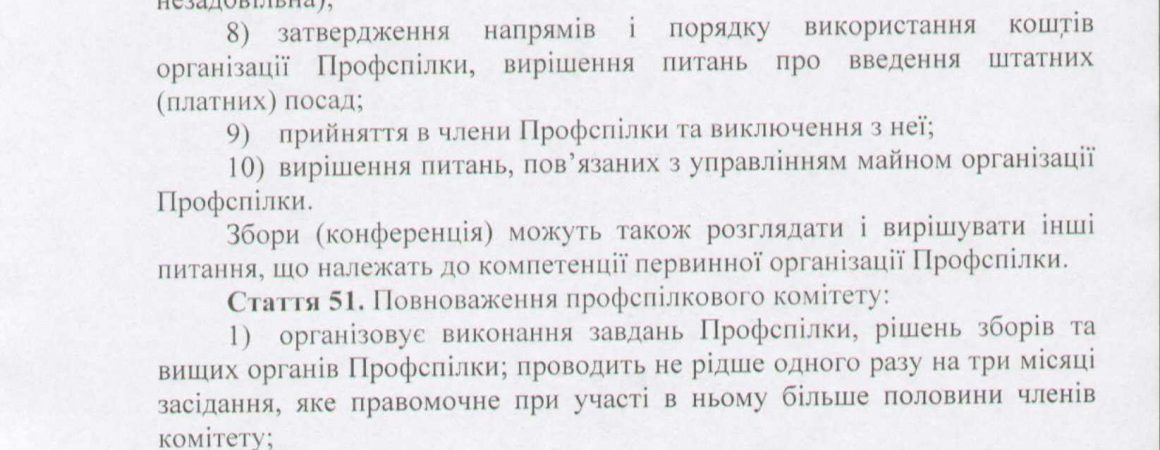 незадовільна);
8) затвердження напрямів і порядку використання коштів
організації Профспілки, вирішення питань про введення штатних
(платних) посад;
9) прийняття в члени Профспілки та виключення з неї;
10) вирішення питань, пов’язаних з управлінням майном організації
Профспілки.
Збори (конференція) можуть також розглядати і вирішувати інші
питання, що належать до компетенції первинної організації Профспілки.
Стаття 51. Повноваження профспілкового комітету:
1) організовує виконання завдань Профспілки, рішень зборів та
вищих органів Профспілки; проводить не рідше одного разу на три місяці
засідання, яке правомочне при участі в ньому більше половини членів
комітету;